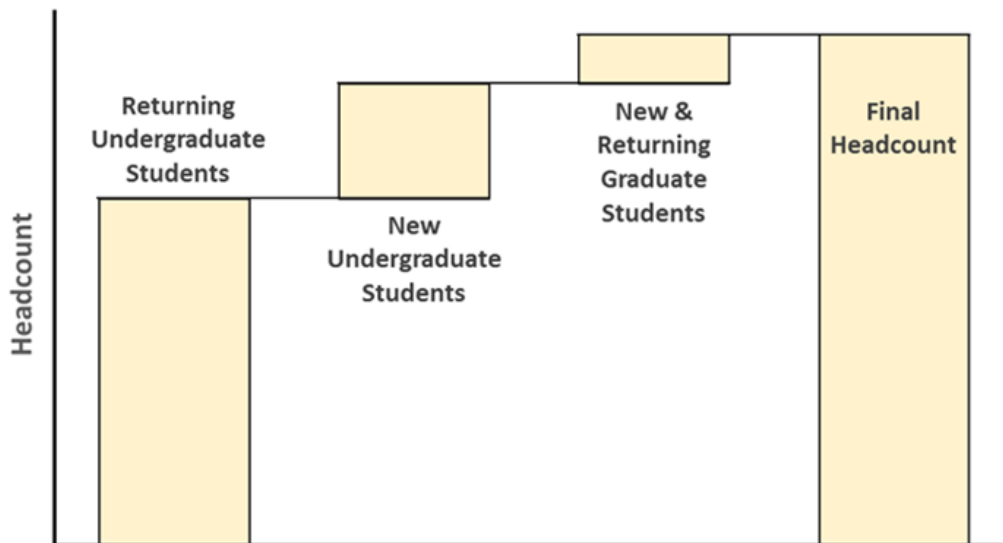 Returning
Undergraduate
Students
New
Undergraduate
Students
New &
Returning
Graduate
Students
Final
Headcount
Headcount